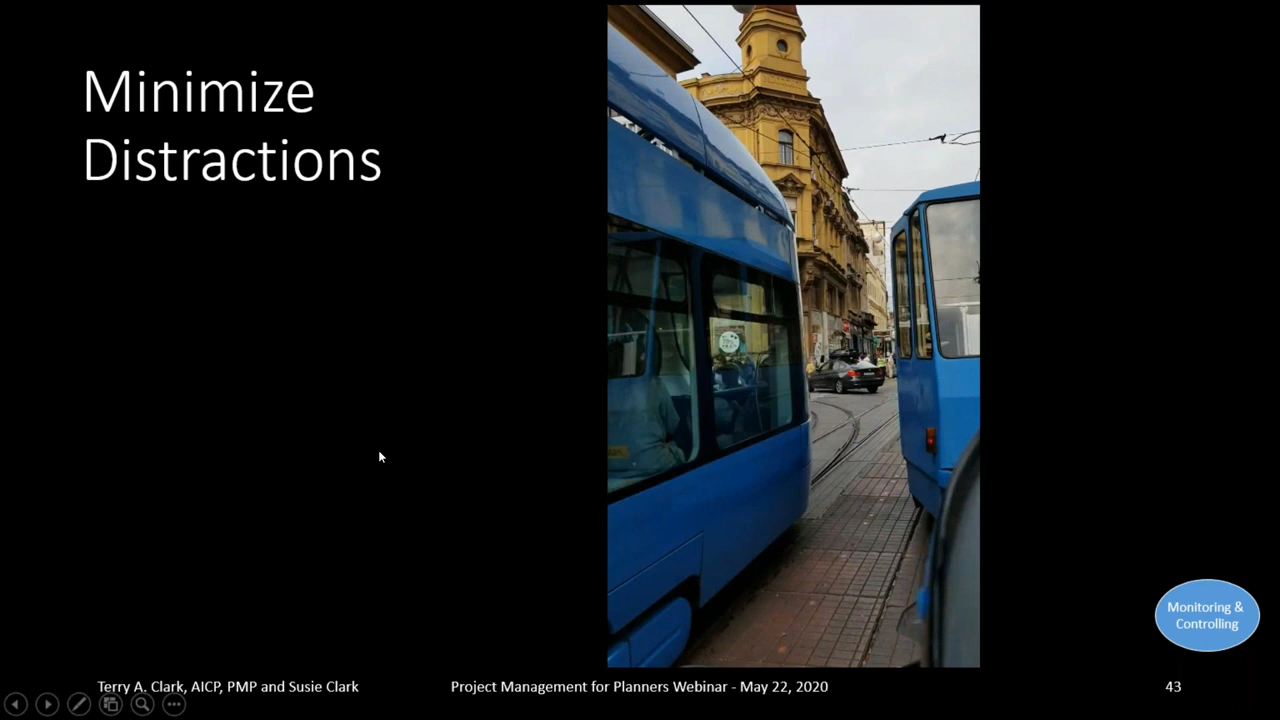 Minimize
Distractions
Monitoring &
Controlling
Terry A. Clark, AICP, PMP and Susie Clark
Project Management for Planners Webinar - May 22, 2020
43